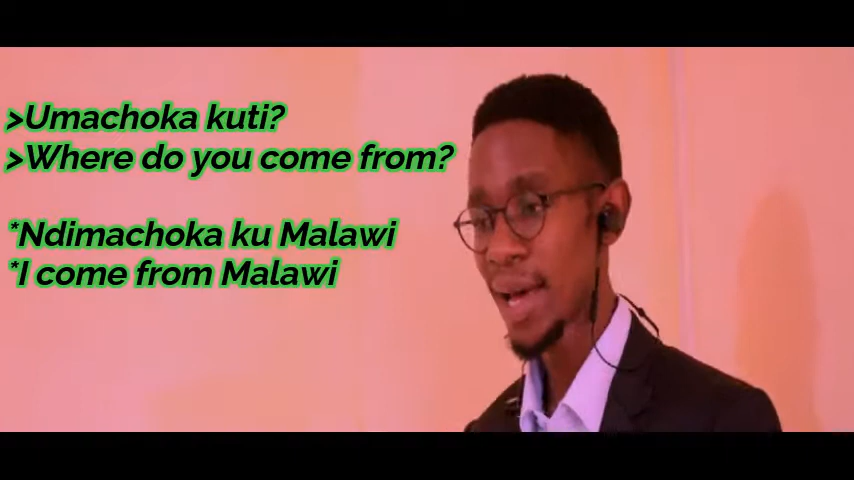 >Umachoka kuti?
>Where do you come from?
*Ndimachoka ku Malawi
*I come from Malawi